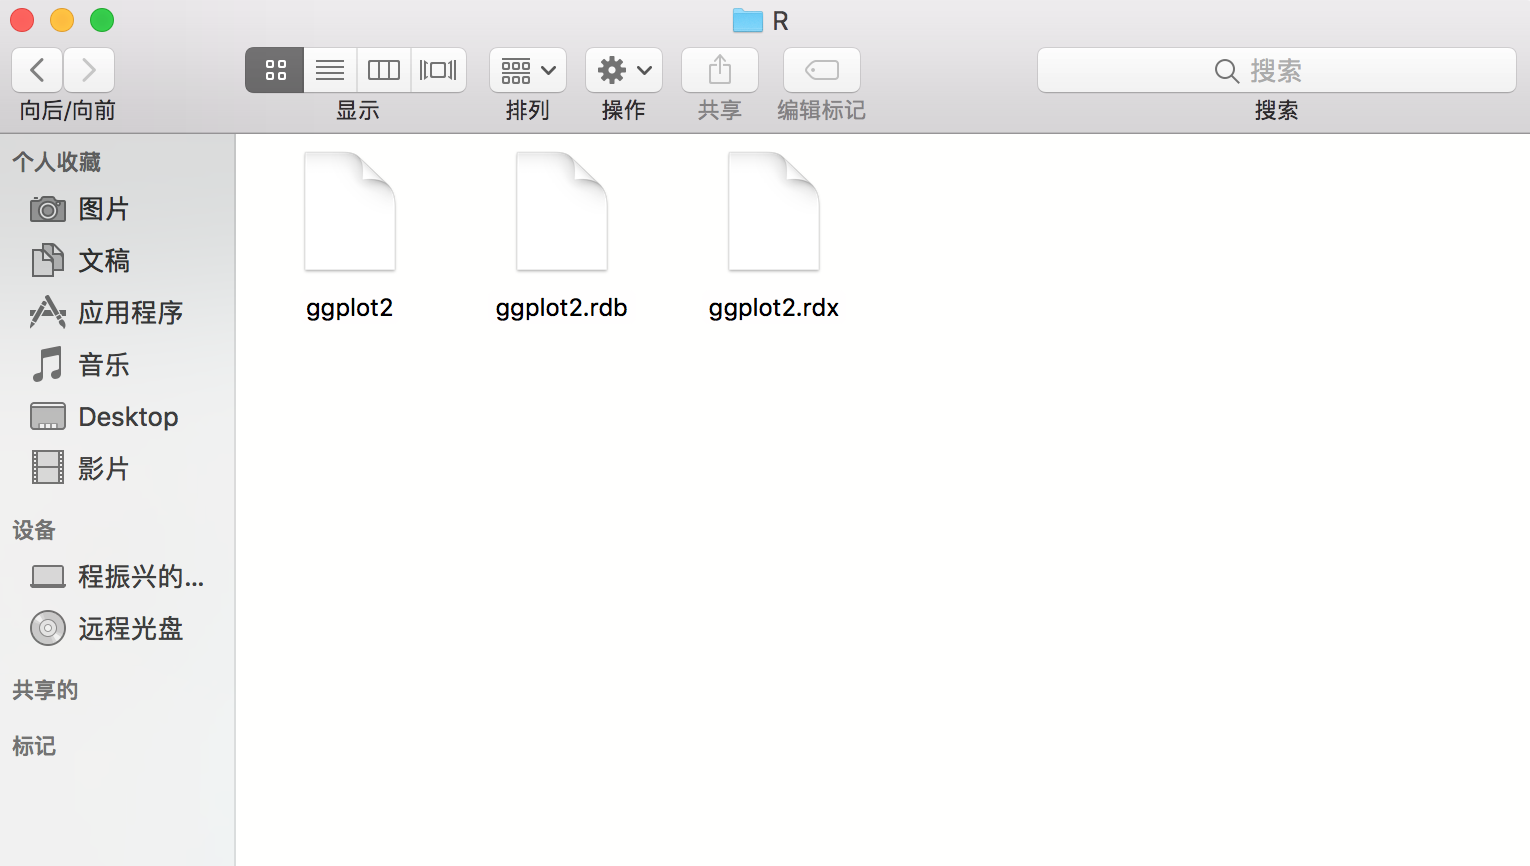 R
搜索
向后/向前
显示
排列
操作
共享
编辑标记
搜索
个人收藏
图片
文稿
应用程序
音乐
Desktop
影片
设备
程振兴的...
远程光盘
共享的
标记
ggplot2
ggplot2.rdb
ggplot2.rdx